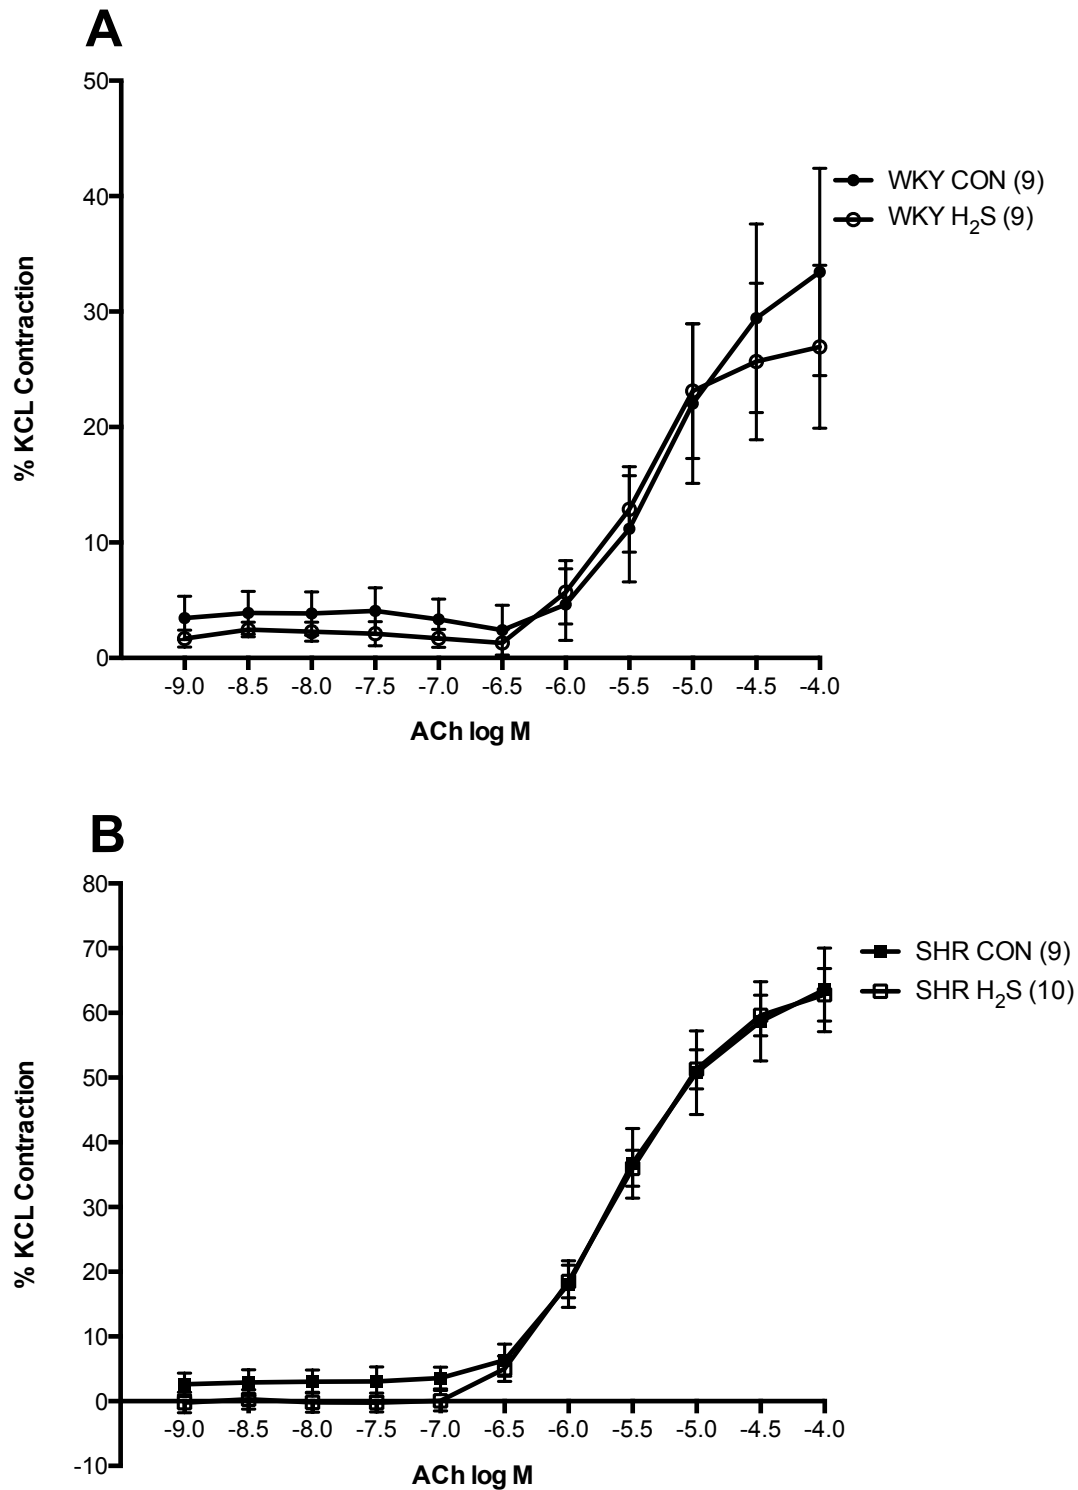 A
50
40
30
20
10
0
% KCL Contraction
-9.0 -8.5 -8.0 -7.5 -7.0 -6.5 -6.0 -5.5 -5.0 -4.5 -4.0
ACh log M
WKY CON (9)
WKY H₂S (9)
B
80
70
60
50
40
30
20
10
0
-10
% KCL Contraction
-9.0 -8.5 -8.0 -7.5 -7.0 -6.5 -6.0 -5.5 -5.0 -4.5 -4.0
ACh log M
SHR CON (9)
SHR H₂S (10)